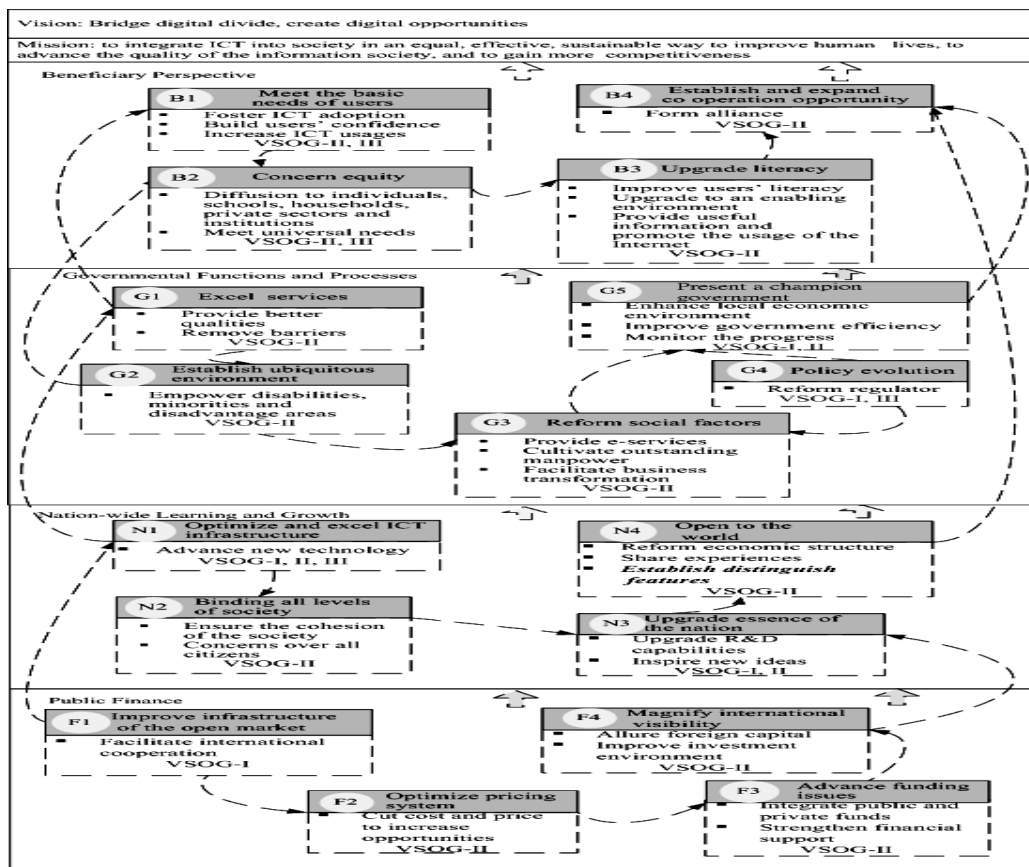 Vision: Bridge digital divide, create digital opportunities
Mission: to integrate ICT into society in an equal, effective, sustainable way to improve human lives, to
advance the quality of the information society, and to gain more competitiveness
Beneficiary Perspective
B1 Meet the basic
needs of users
▪ Foster ICT adoption
▪ Build users' confidence
▪ Increase ICT usages
VSOG-II, III
B4 Establish and expand
co operation opportunity
▪ Form alliance
VSOG-II
B2 Concern equity
▪ Diffusion to individuals,
schools, households,
private sectors and
institutions
▪ Meet universal needs
VSOG-II, III
B3 Upgrade literacy
▪ Improve users' literacy
▪ Upgrade to an enabling
environment
▪ Provide useful
information and
promote the usage of the
Internet
VSOG-II
Governmental Functions and Processes
G1 Excel services
▪ Provide better
qualities
▪ Remove barriers
VSOG-II
G5 Present a champion
government
▪ Enhance local economic
environment
▪ Improve government efficiency
▪ Monitor the progress
VSOG-I, II
G2 Establish ubiquitous
environment
▪ Empower disabilities,
minorities and
disadvantage areas
VSOG-II
G4 Policy evolution
▪ Reform regulator
VSOG-I, III
G3 Reform social factors
▪ Provide e-services
▪ Cultivate outstanding
manpower
▪ Facilitate business
transformation
VSOG-II
Nation-wide Learning and Growth
N1 Optimize and excel ICT
infrastructure
▪ Advance new technology
VSOG-I, II, III
N4 Open to the
world
▪ Reform economic structure
▪ Share experiences
▪ Establish distinguish
features
VSOG-II
N2 Binding all levels
of society
▪ Ensure the cohesion
of the society
▪ Concerns over all
citizens
VSOG-II
N3 Upgrade essence of
the nation
▪ Upgrade R&D
capabilities
▪ Inspire new ideas
VSOG-I, II
Public Finance
F1 Improve infrastructure
of the open market
▪ Facilitate international
cooperation
VSOG-I
F4 Magnify international
visibility
▪ Allure foreign capital
▪ Improve investment
environment
VSOG-II
F2 Optimize pricing
system
▪ Cut cost and price
to increase
opportunities
VSOG-II
F3 Advance funding
issues
▪ Integrate public and
private funds
▪ Strengthen financial
support
VSOG-II